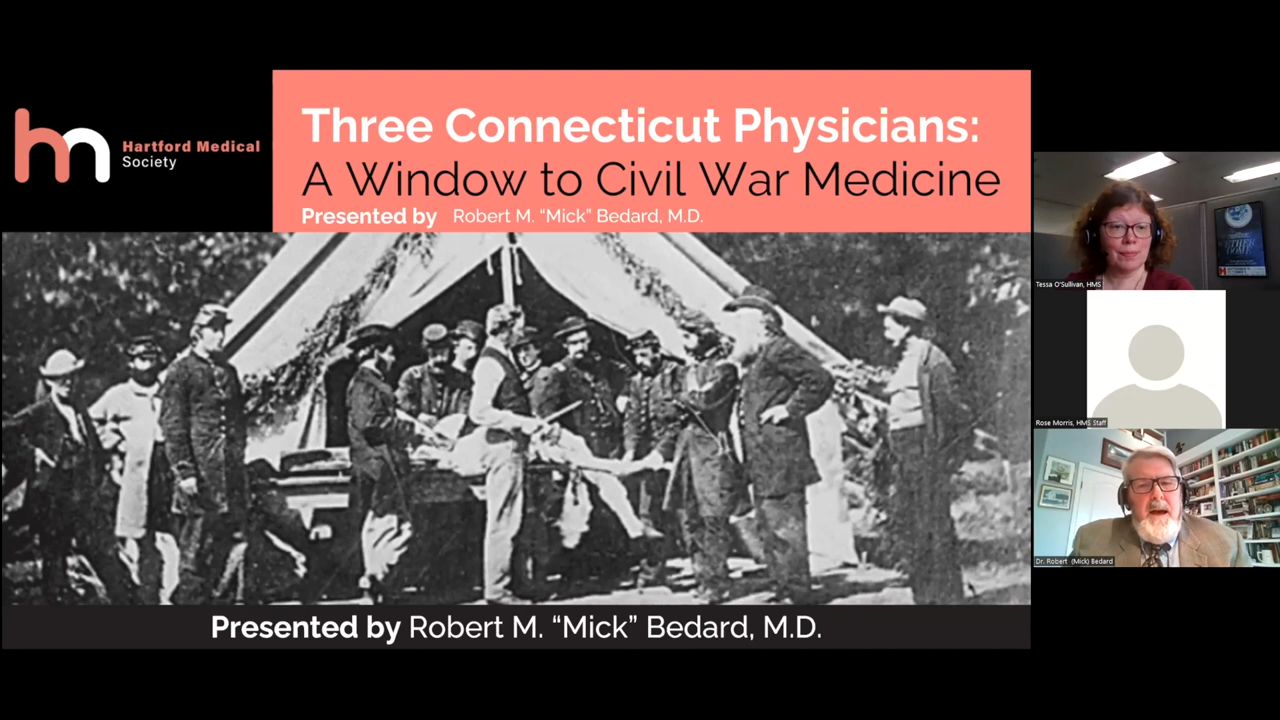 Hartford Medical
Society
Three Connecticut Physicians:
A Window to Civil War Medicine
Presented by Robert M. “Mick” Bedard, M.D.
Tessa O'Sullivan, HMS
Rose Morris, HMS Staff
Dr. Robert (Mick) Bedard
Presented by Robert M. “Mick” Bedard, M.D.